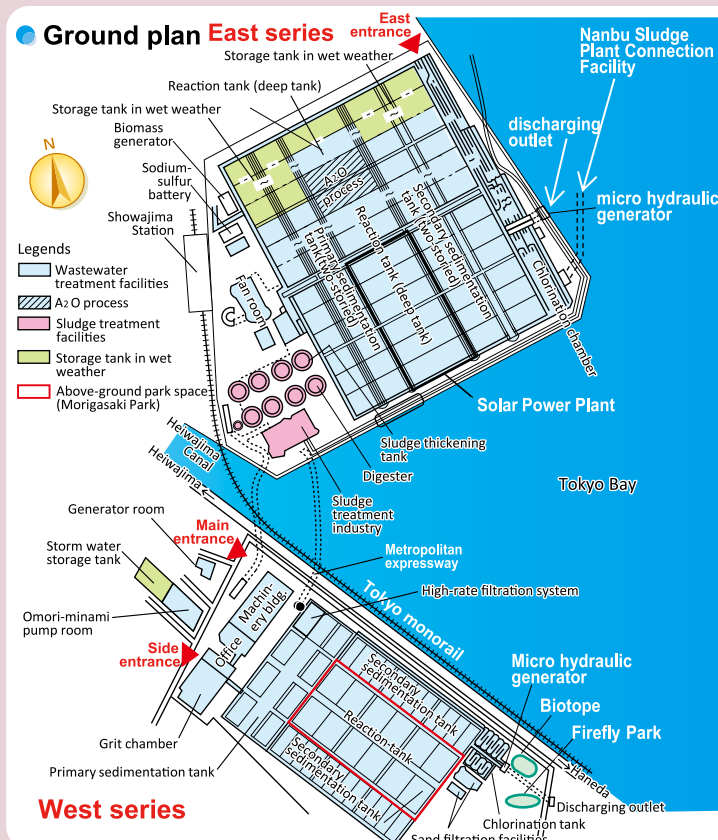 Ground plan
East series
East
entrance
Nanbu Sludge
Plant Connection
Facility
Storage tank in wet weather
Reaction tank (deep tank)
Storage tank in wet weather
Biomass
generator
Sodium-
sulfur
battery
Showajima
Station
discharging
outlet
micro hydraulic
generator
N
A2O
process
Legends
Wastewater
treatment facilities
A2O process
Sludge treatment
facilities
Storage tank in wet
weather
Above-ground park space
(Morigasaki Park)
Fan room
Primary sedimentation
tank (two-storied)
Reaction tank (deep tank)
Secondary sedimentation
tank (two-storied)
Chlorination chamber
Solar Power Plant
Sludge thickening
tank
Digester
Sludge
treatment
industry
Tokyo Bay
Heiwajima
Canal
Heiwajima
Generator room
Main
entrance
Storm water
storage tank
Omori-minami
pump room
Side
entrance
Metropolitan
expressway
High-rate filtration system
Tokyo monorail
Machin-
ery bldg.
Office
Secondary
sedimentation tank
Reaction-tank
Secondary
sedimentation tank
Micro hydraulic
generator
Biotope
Firefly Park
Haneda
Grit chamber
Primary sedimentation tank
Discharging outlet
Chlorination tank
Sand filtration facilities
West series